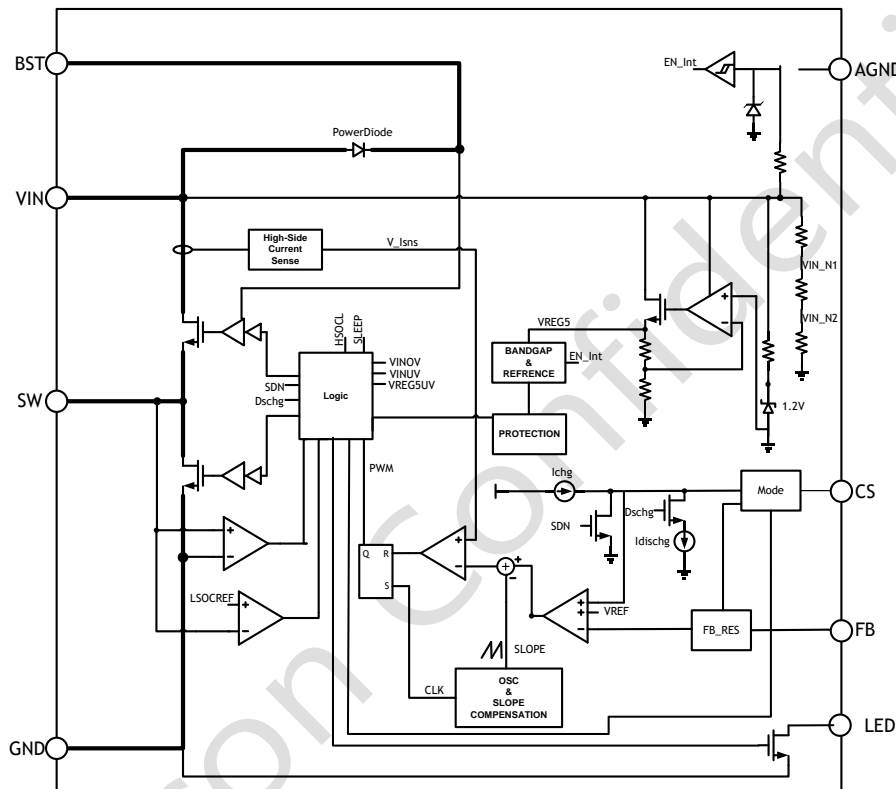 BST
EN_Int
AGND
PowerDiode
VIN
High-Side
Current
Sense
V_Isns
VIN_N1
VIN_N2
VREG5
HSOCL
SLEEP
BANDGAP
&
REFRENCE
EN_Int
VINOV
VINUV
VREG5UV
Logic
SDN
Dschg
SW
1.2V
PROTECTION
PWM
Ichg
Mode
CS
SDN
Dschg
Idischg
+
-
Q
R
S
+
-
+
+
-
LSOCREF
+
-
+
+
-
VREF
FB_RES
FB
SLOPE
CLK
OSC
&
SLOPE
COMPENSATION
LED
GND
son Confidenti